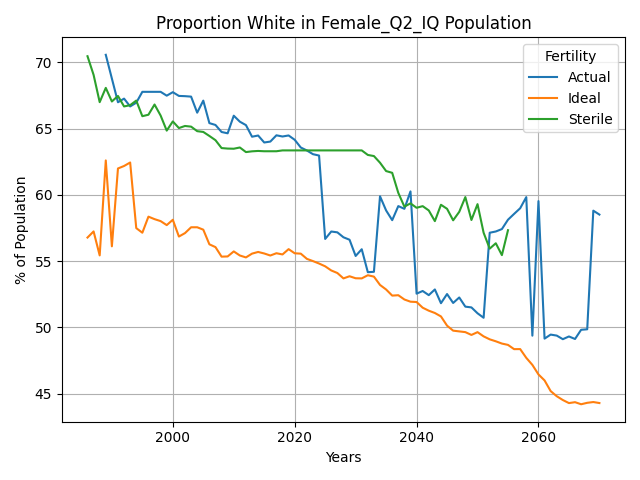 Proportion White in Female_Q2_IQ Population
% of Population
70
65
60
55
50
45
2000
2020
2040
2060
Years
Fertility
Actual
Ideal
Sterile